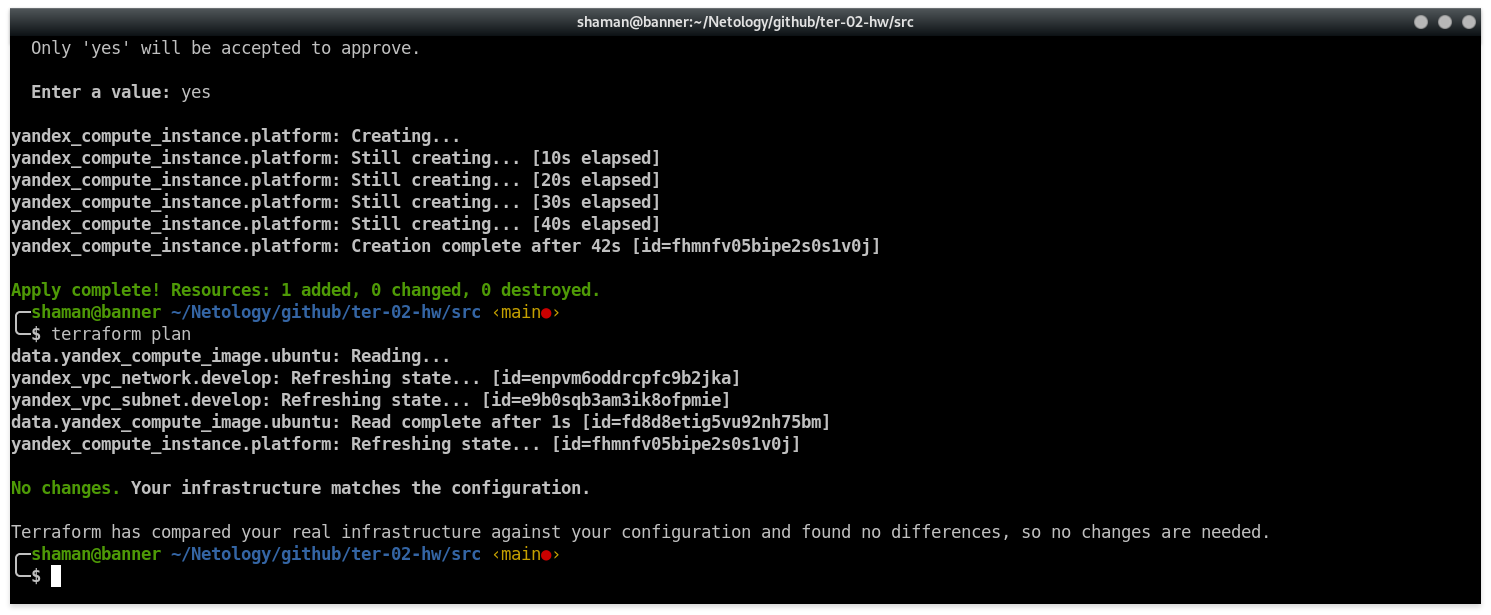 shaman@banner:~/Netology/github/ter-02-hw/src
Only 'yes' will be accepted to approve.
Enter a value: yes
yandex_compute_instance.platform: Creating...
yandex_compute_instance.platform: Still creating... [10s elapsed]
yandex_compute_instance.platform: Still creating... [20s elapsed]
yandex_compute_instance.platform: Still creating... [30s elapsed]
yandex_compute_instance.platform: Still creating... [40s elapsed]
yandex_compute_instance.platform: Creation complete after 42s [id=fhmnfv05bipe2s0s1v0j]
Apply complete! Resources: 1 added, 0 changed, 0 destroyed.
╭─shaman@banner ~/Netology/github/ter-02-hw/src ‹main●›
╰─$ terraform plan
data.yandex_compute_image.ubuntu: Reading...
yandex_vpc_network.develop: Refreshing state... [id=enpvm6oddrcpfc9b2jka]
yandex_vpc_subnet.develop: Refreshing state... [id=e9b0sqb3am3ik8ofpmie]
data.yandex_compute_image.ubuntu: Read complete after 1s [id=fd8d8etig5vu92nh75bm]
yandex_compute_instance.platform: Refreshing state... [id=fhmnfv05bipe2s0s1v0j]
No changes. Your infrastructure matches the configuration.
Terraform has compared your real infrastructure against your configuration and found no differences, so no changes are needed.
╭─shaman@banner ~/Netology/github/ter-02-hw/src ‹main●›
╰─$